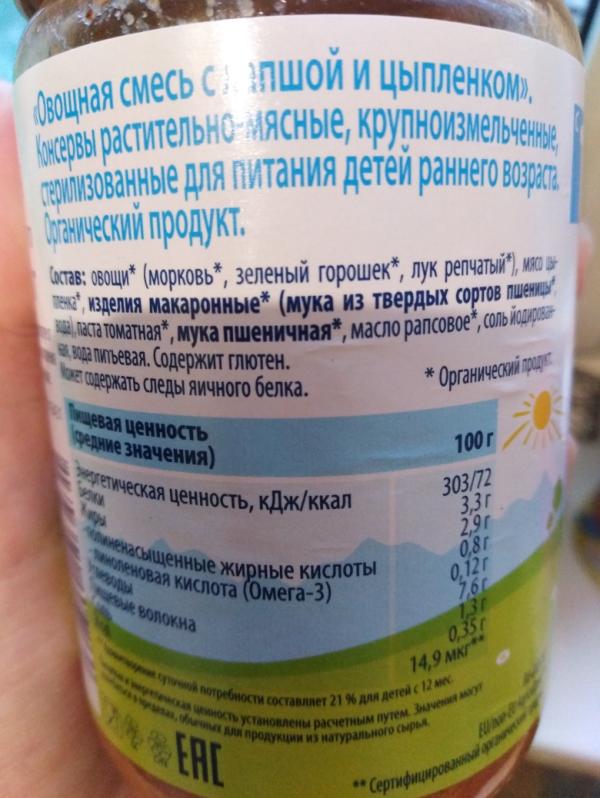 «Овощная смесь с лапшой и цыпленком».
Консервы растительно-мясные, крупноизмельченные,
стерилизованные для питания детей раннего возраста.
Органический продукт.
Состав: овощи* (морковь*, зеленый горошек*, лук репчатый*), мясо цы-
пленка*, изделия макаронные* (мука из твердых сортов пшеницы*,
вода), паста томатная*, мука пшеничная*, масло рапсовое*, соль йодирован-
ная, вода питьевая. Содержит глютен.
Может содержать следы яичного белка.
* Органический продукт.
Пищевая ценность
(средние значения) 100 г
Энергетическая ценность, кДж/ккал 303/72
Белки 3,3 г
Жиры 2,9 г
-полиненасыщенные жирные кислоты 0,8 г
-линоленовая кислота (Омега-3) 0,12 г
Углеводы 7,6 г
Пищевые волокна 1,3 г
0,35 г
14,9 мкг**
суточной потребности составляет 21 % для детей с 12 мес.
энергетическая ценность установлены расчетным путем. Значения могут
в пределах, обычных для продукции из натурального сырья.
EAC
** Сертифицированный